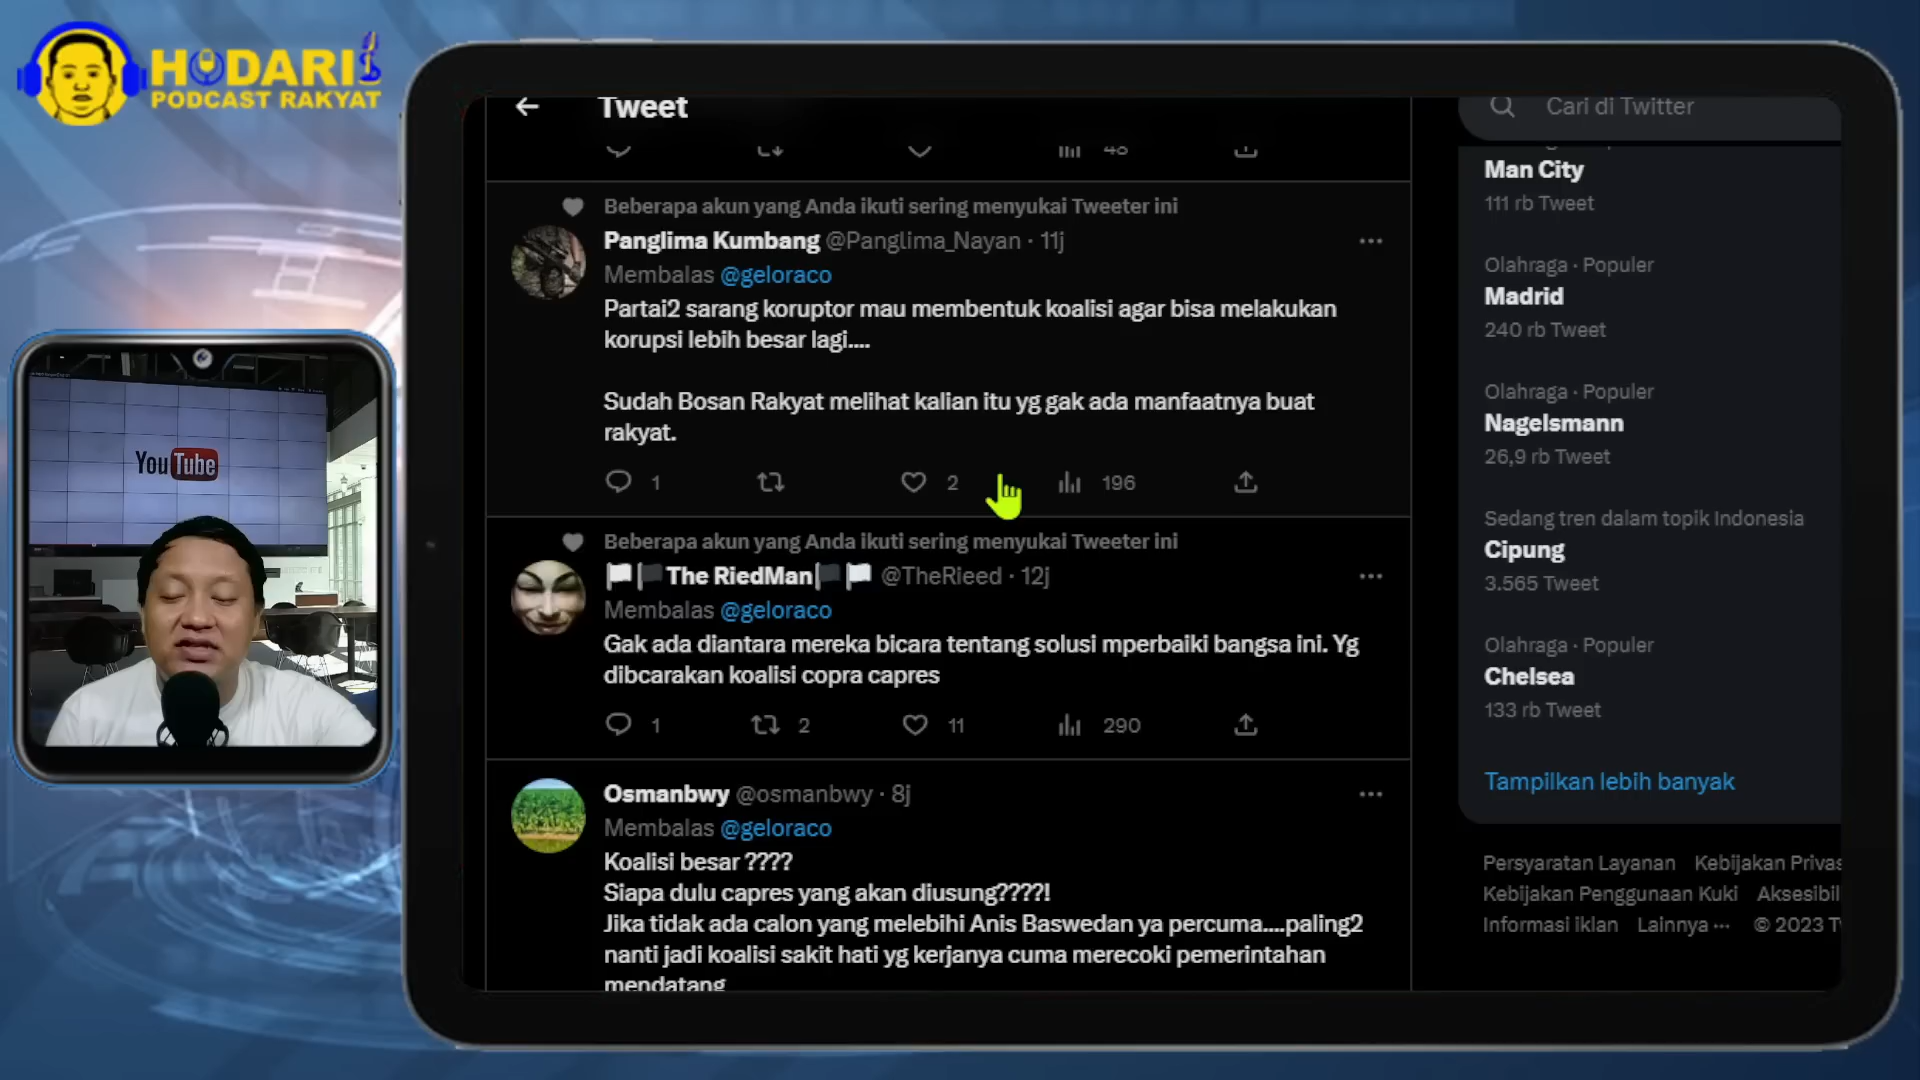 HODARI
PODCAST RAKYAT
YouTube
Tweet
48
Beberapa akun yang Anda ikuti sering menyukai Tweeter ini
Panglima Kumbang @Panglima_Nayan · 11j
Membalas @geloraco
Partai2 sarang koruptor mau membentuk koalisi agar bisa melakukan
korupsi lebih besar lagi....
Sudah Bosan Rakyat melihat kalian itu yg gak ada manfaatnya buat
rakyat.
1 2 196
Beberapa akun yang Anda ikuti sering menyukai Tweeter ini
The RiedMan @TheRieed · 12j
Membalas @geloraco
Gak ada diantara mereka bicara tentang solusi mperbaiki bangsa ini. Yg
dibcarakan koalisi copra capres
1 2 11 290
Osmanbwy @osmanbwy · 8j
Membalas @geloraco
Koalisi besar ????
Siapa dulu capres yang akan diusung????!
Jika tidak ada calon yang melebihi Anis Baswedan ya percuma....paling2
nanti jadi koalisi sakit hati yg kerjanya cuma merecoki pemerintahan
mendatang
Cari di Twitter
Man City
111 rb Tweet
Olahraga · Populer
Madrid
240 rb Tweet
Olahraga · Populer
Nagelsmann
26,9 rb Tweet
Sedang tren dalam topik Indonesia
Cipung
3.565 Tweet
Olahraga · Populer
Chelsea
133 rb Tweet
Tampilkan lebih banyak
Persyaratan Layanan Kebijakan Privas
Kebijakan Penggunaan Kuki Aksesibil
Informasi iklan Lainnya ··· © 2023 T